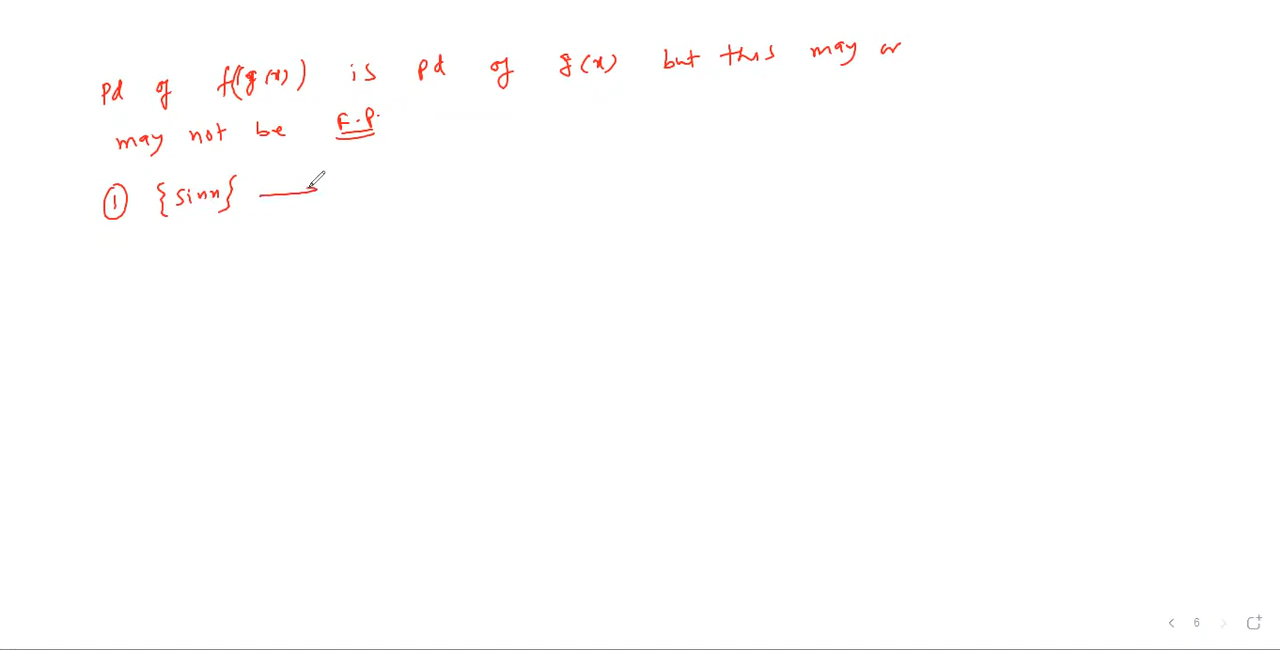 Pd of f(g(x)) is pd of g(x) but this may or
may not be F.P.
① {sinx}
6